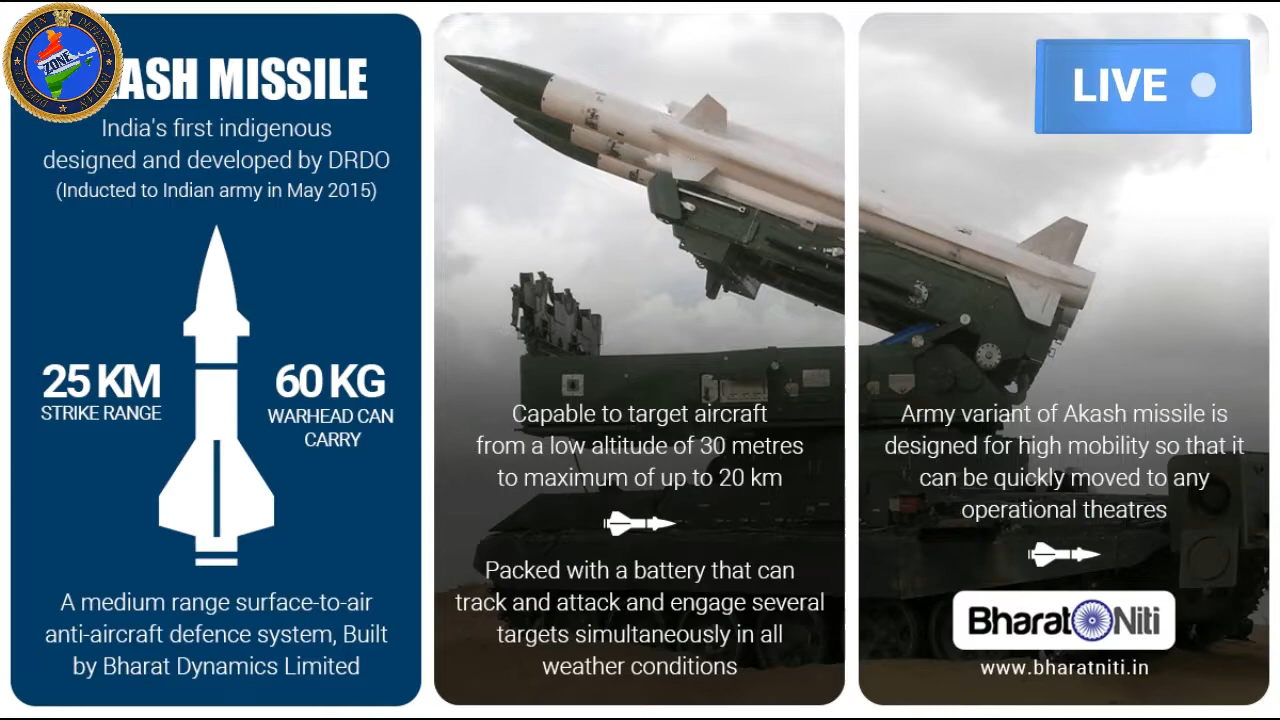 INDIAN DEFENCE
ZONE
INDIAN DEFENCE
ASH MISSILE
India's first indigenous
designed and developed by DRDO
(Inducted to Indian army in May 2015)
25 KM
STRIKE RANGE
60 KG
WARHEAD CAN
CARRY
A medium range surface-to-air
anti-aircraft defence system, Built
by Bharat Dynamics Limited
Capable to target aircraft
from a low altitude of 30 metres
to maximum of up to 20 km
Packed with a battery that can
track and attack and engage several
targets simultaneously in all
weather conditions
LIVE
Army variant of Akash missile is
designed for high mobility so that it
can be quickly moved to any
operational theatres
Bharat Niti
www.bharatniti.in